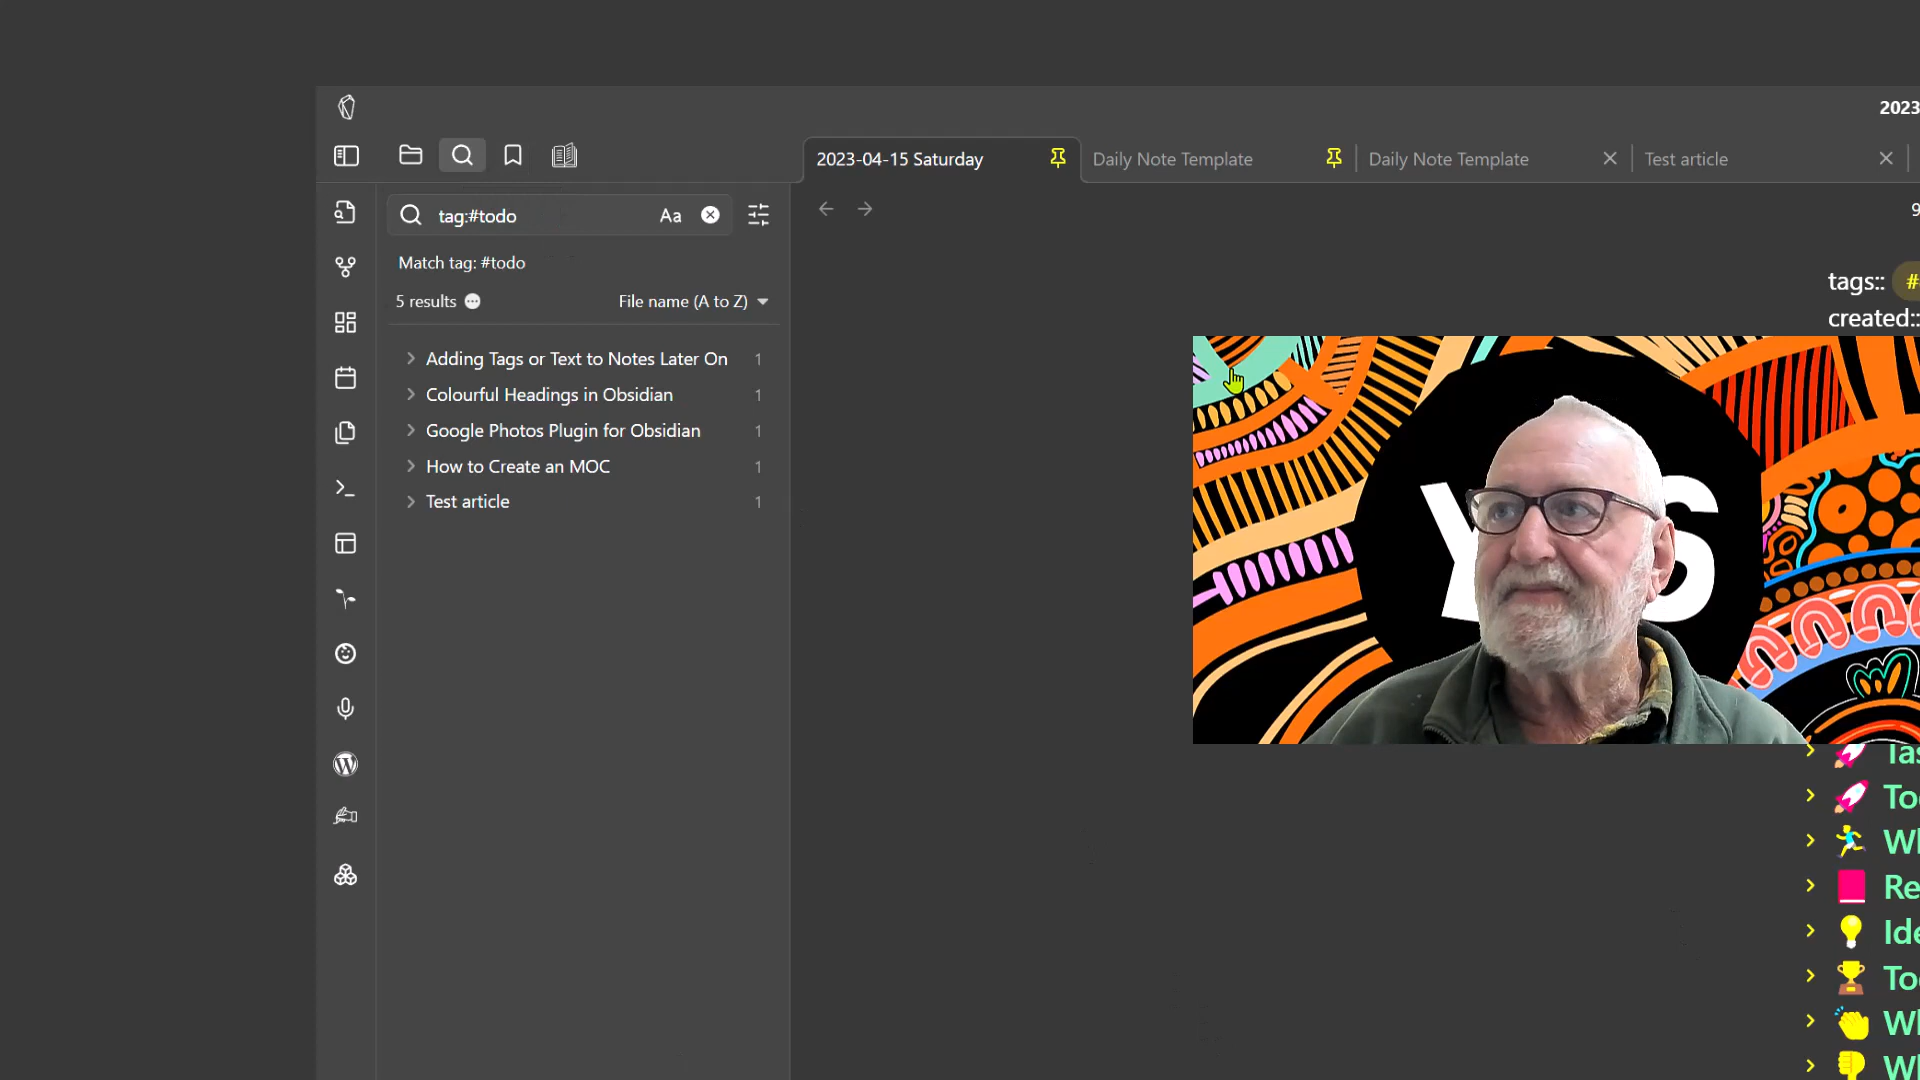 2023
2023-04-15 Saturday
Daily Note Template
Daily Note Template
Test article
tag:#todo
Aa
Match tag: #todo
5 results
File name (A to Z)
tags:: #
created::
Adding Tags or Text to Notes Later On 1
Colourful Headings in Obsidian 1
Google Photos Plugin for Obsidian 1
How to Create an MOC 1
Test article 1